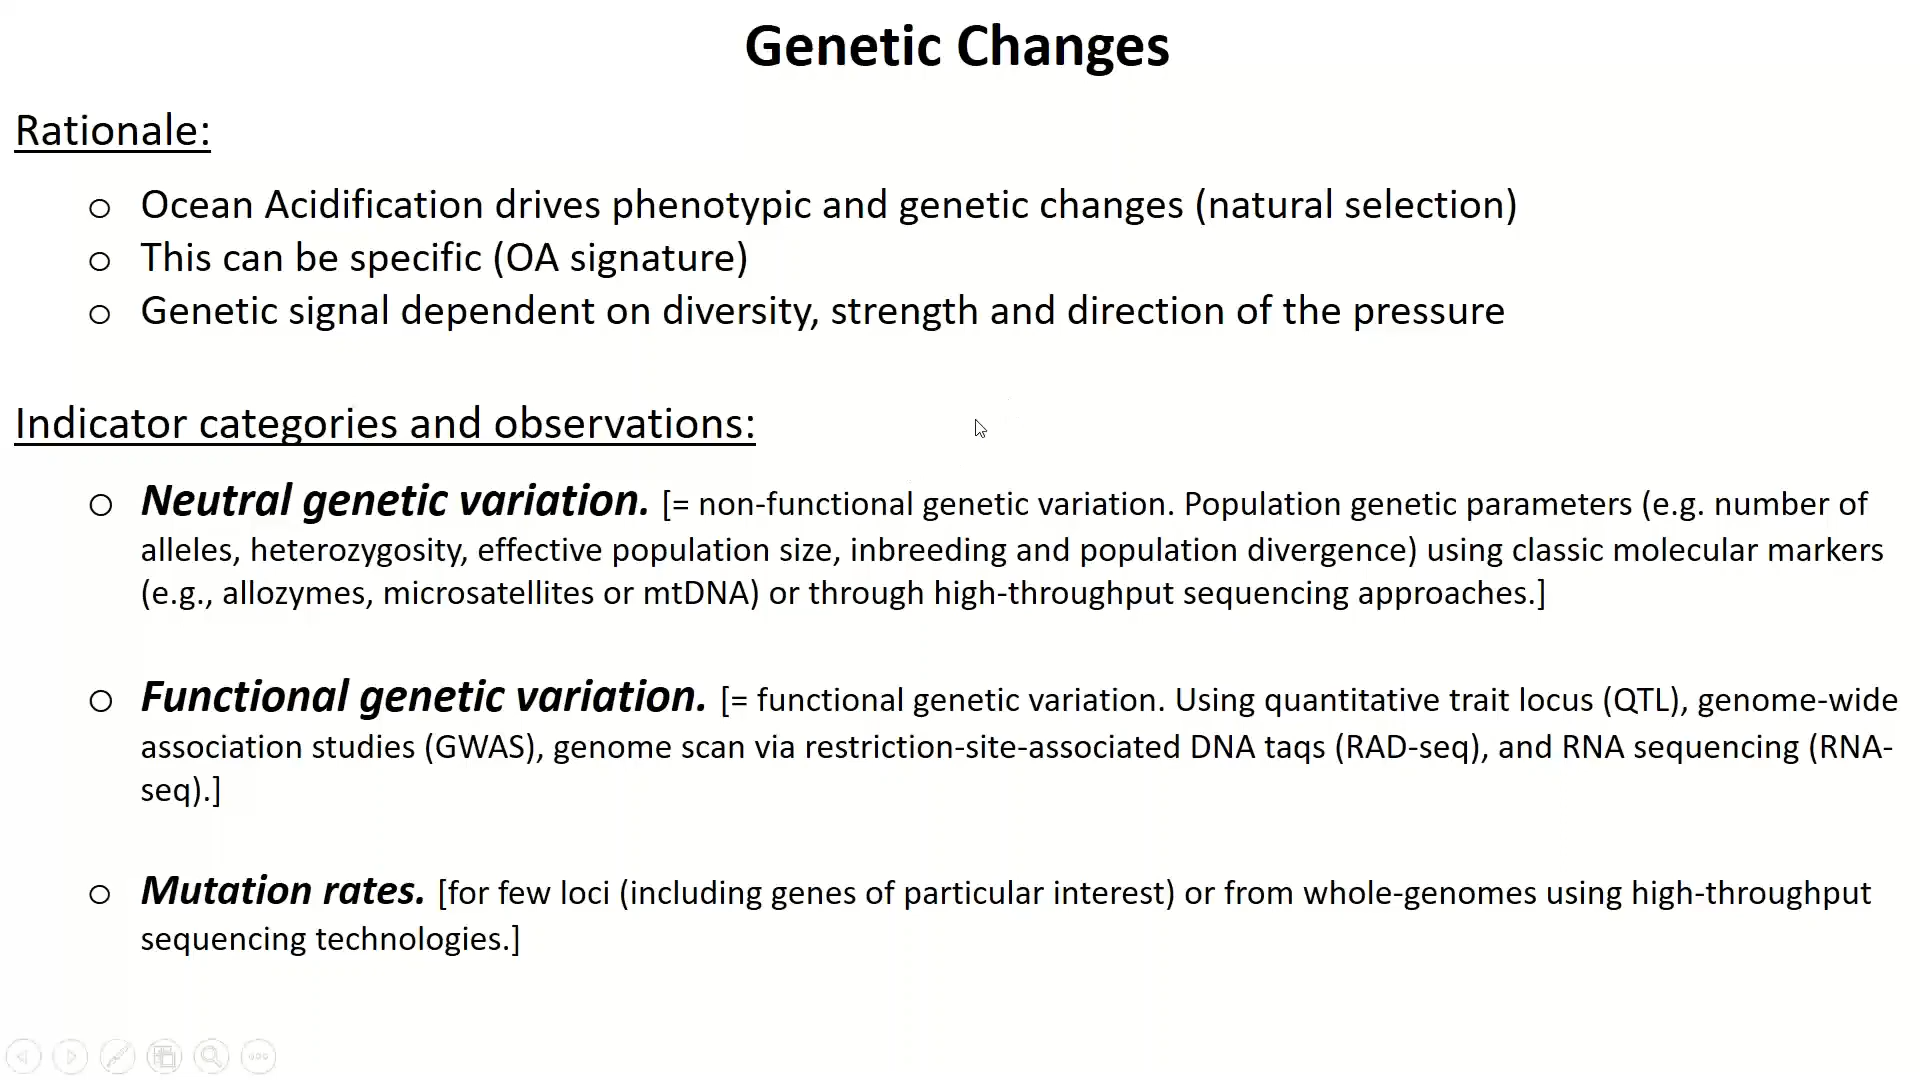 Genetic Changes
Rationale:
o Ocean Acidification drives phenotypic and genetic changes (natural selection)
o This can be specific (OA signature)
o Genetic signal dependent on diversity, strength and direction of the pressure
Indicator categories and observations:
o Neutral genetic variation. [= non-functional genetic variation. Population genetic parameters (e.g. number of
alleles, heterozygosity, effective population size, inbreeding and population divergence) using classic molecular markers
(e.g., allozymes, microsatellites or mtDNA) or through high-throughput sequencing approaches.]
o Functional genetic variation. [= functional genetic variation. Using quantitative trait locus (QTL), genome-wide
association studies (GWAS), genome scan via restriction-site-associated DNA taqs (RAD-seq), and RNA sequencing (RNA-
seq).]
o Mutation rates. [for few loci (including genes of particular interest) or from whole-genomes using high-throughput
sequencing technologies.]